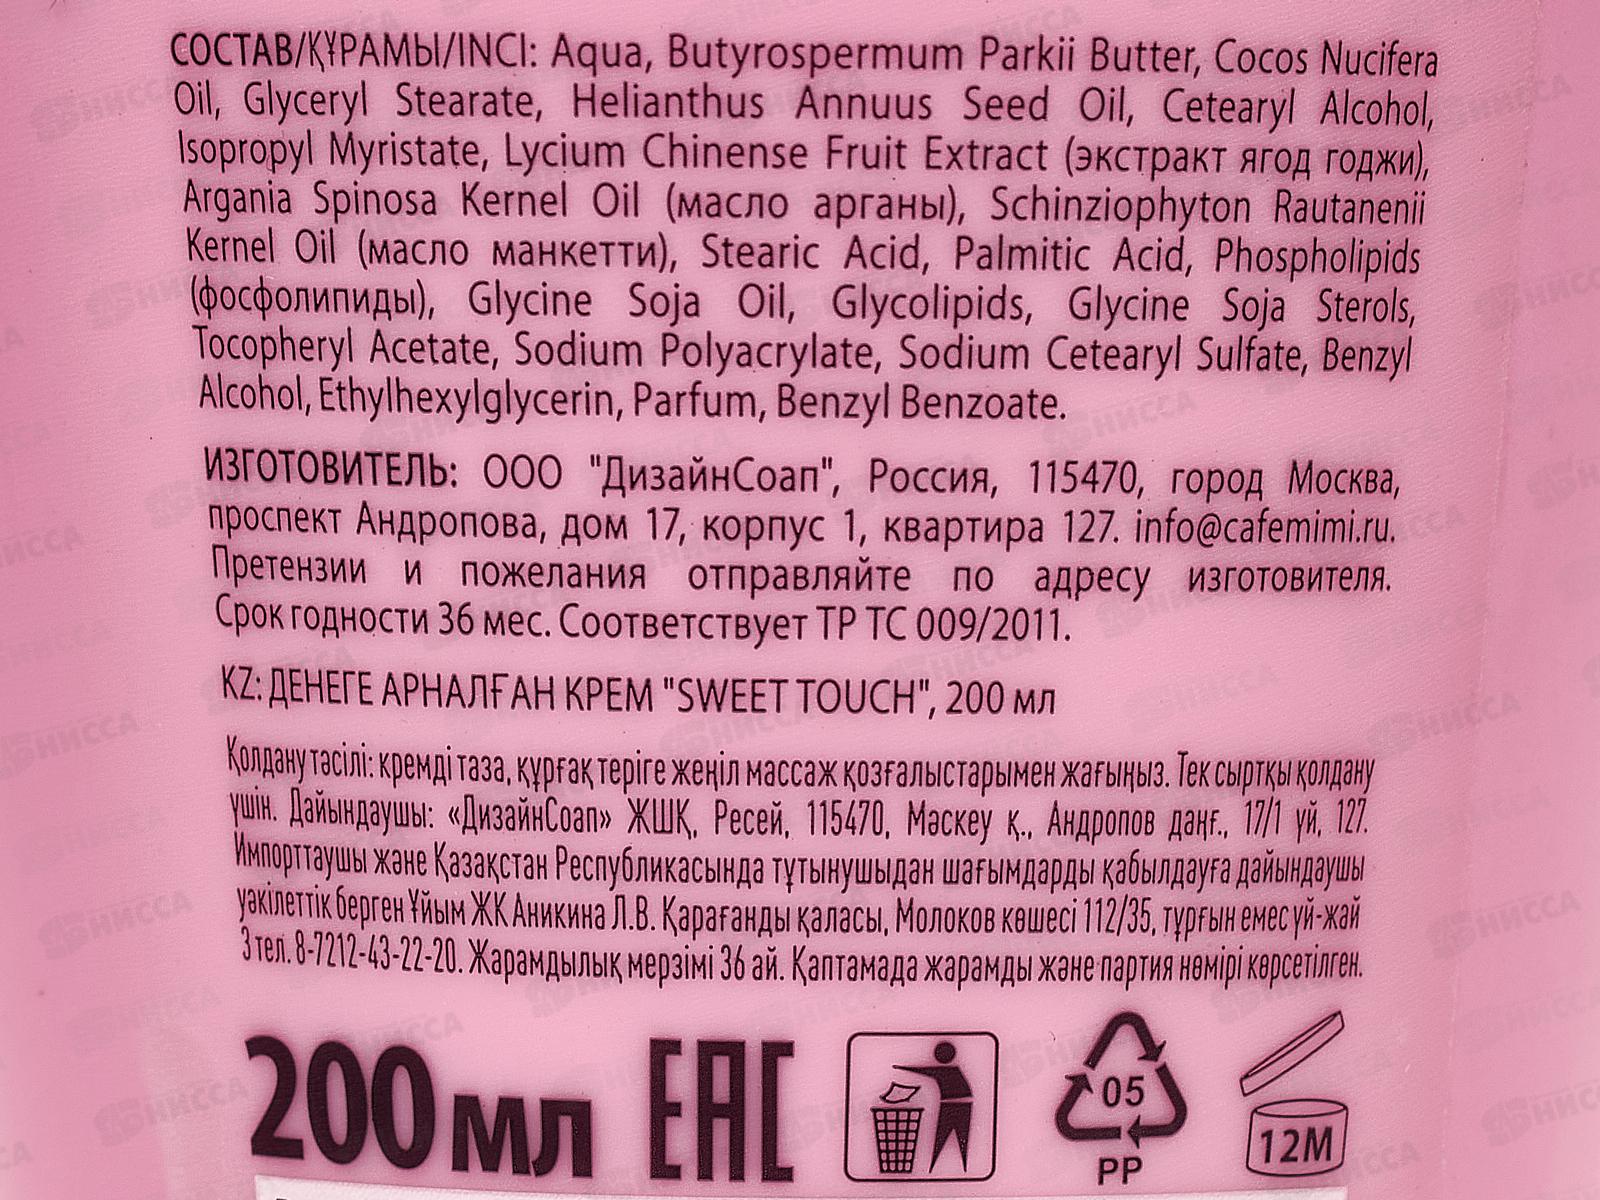 СОСТАВ/ҚҰРАМЫ/INCI: Aqua, Butyrospermum Parkii Butter, Cocos Nucifera
Oil, Glyceryl Stearate, Helianthus Annuus Seed Oil, Cetearyl Alcohol,
Isopropyl Myristate, Lycium Chinense Fruit Extract (экстракт ягод годжи),
Argania Spinosa Kernel Oil (масло арганы), Schinziophyton Rautanenii
Kernel Oil (масло манкетти), Stearic Acid, Palmitic Acid, Phospholipids
(фосфолипиды), Glycine Soja Oil, Glycolipids, Glycine Soja Sterols,
Tocopheryl Acetate, Sodium Polyacrylate, Sodium Cetearyl Sulfate, Benzyl
Alcohol, Ethylhexylglycerin, Parfum, Benzyl Benzoate.
ИЗГОТОВИТЕЛЬ: ООО "ДизайнСоап", Россия, 115470, город Москва,
проспект Андропова, дом 17, корпус 1, квартира 127. info@cafemimi.ru.
Претензии и пожелания отправляйте по адресу изготовителя.
Срок годности 36 мес. Соответствует ТР ТС 009/2011.
KZ: ДЕНЕГЕ АРНАЛҒАН КРЕМ "SWEET TOUCH", 200 мл
Қолдану тәсілі: кремді таза, құрғақ теріге жеңіл массаж қозғалыстарымен жағыңыз. Тек сыртқы қолдану
үшін. Дайындаушы: «ДизайнСоап» ЖШҚ, Ресей, 115470, Мәскеу қ., Андропов даңғ., 17/1 үй, 127.
Импорттаушы және Қазақстан Республикасында тұтынушыдан шағымдарды қабылдауға дайындаушы
уәкілеттік берген Ұйым ЖК Аникина Л.В. Қарағанды қаласы, Молоков көшесі 112/35, тұрғын емес үй-жай
3 тел. 8-7212-43-22-20. Жарамдылық мерзімі 36 ай. Қаптамада жарамды және партия нөмірі көрсетілген.
200 мл EAC 05 PP 12M
НИССА